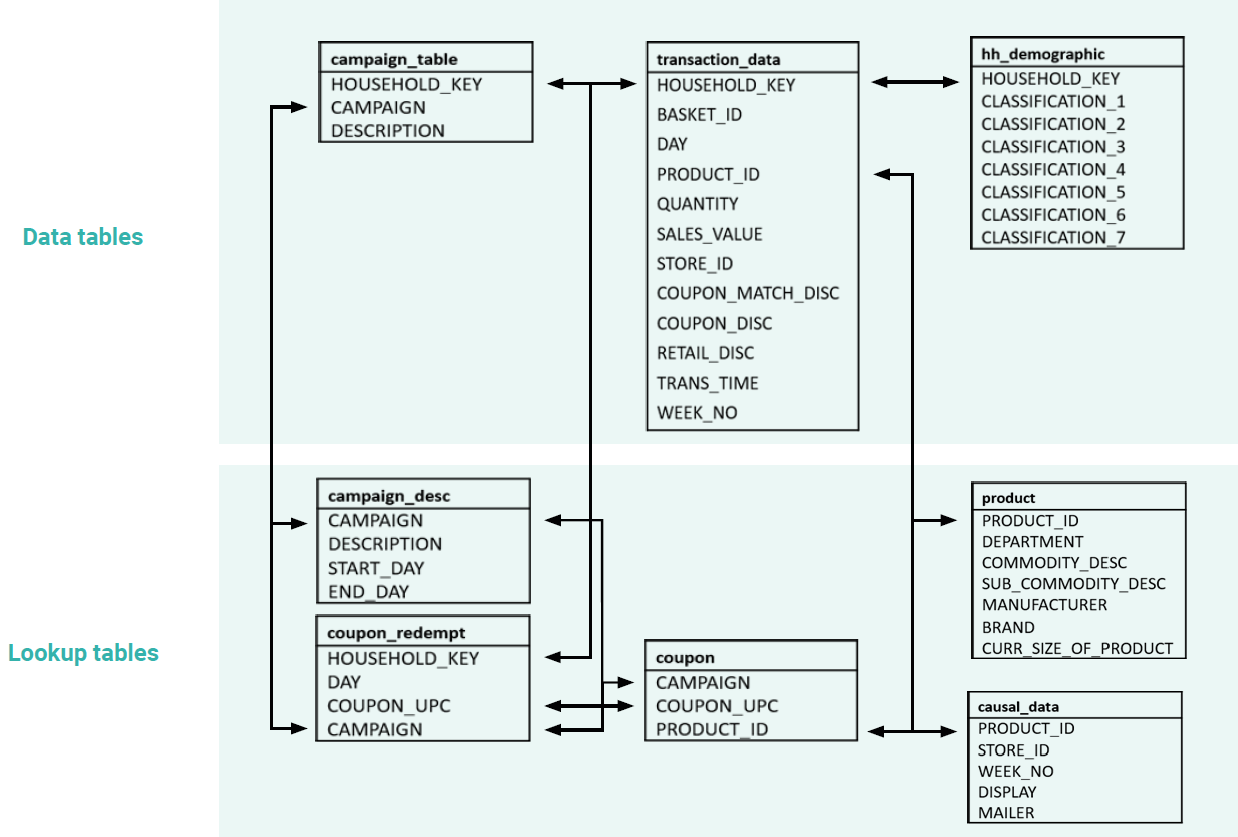 Data tables
campaign_table
HOUSEHOLD_KEY
CAMPAIGN
DESCRIPTION
transaction_data
HOUSEHOLD_KEY
BASKET_ID
DAY
PRODUCT_ID
QUANTITY
SALES_VALUE
STORE_ID
COUPON_MATCH_DISC
COUPON_DISC
RETAIL_DISC
TRANS_TIME
WEEK_NO
hh_demographic
HOUSEHOLD_KEY
CLASSIFICATION_1
CLASSIFICATION_2
CLASSIFICATION_3
CLASSIFICATION_4
CLASSIFICATION_5
CLASSIFICATION_6
CLASSIFICATION_7
Lookup tables
campaign_desc
CAMPAIGN
DESCRIPTION
START_DAY
END_DAY
coupon_redempt
HOUSEHOLD_KEY
DAY
COUPON_UPC
CAMPAIGN
coupon
CAMPAIGN
COUPON_UPC
PRODUCT_ID
product
PRODUCT_ID
DEPARTMENT
COMMODITY_DESC
SUB_COMMODITY_DESC
MANUFACTURER
BRAND
CURR_SIZE_OF_PRODUCT
causal_data
PRODUCT_ID
STORE_ID
WEEK_NO
DISPLAY
MAILER